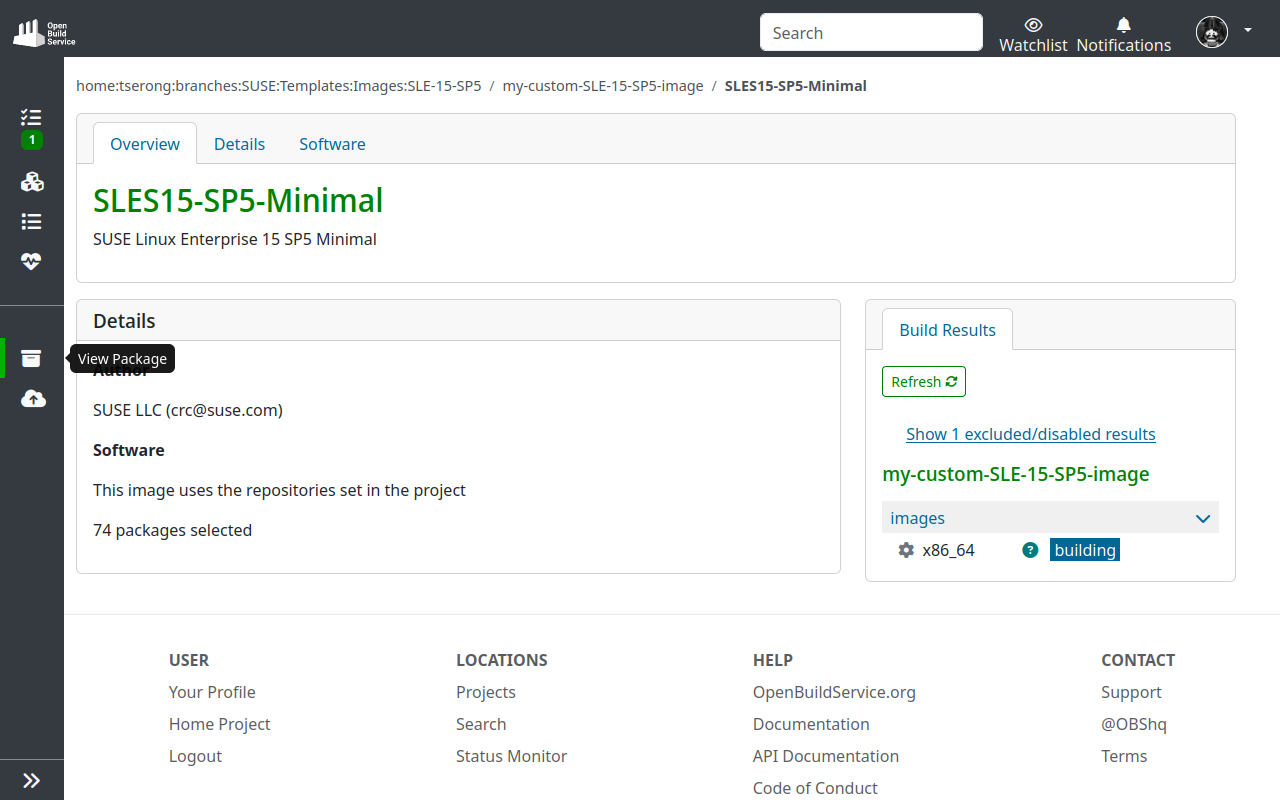 Open
Build
Service
Search
Watchlist
Notifications
home:tserong:branches:SUSE:Templates:Images:SLE-15-SP5 / my-custom-SLE-15-SP5-image / SLES15-SP5-Minimal
1
Overview Details Software
SLES15-SP5-Minimal
SUSE Linux Enterprise 15 SP5 Minimal
Details
View Package
Author
SUSE LLC (crc@suse.com)
Software
This image uses the repositories set in the project
74 packages selected
Build Results
Refresh
Show 1 excluded/disabled results
my-custom-SLE-15-SP5-image
images
x86_64 ? building
USER
Your Profile
Home Project
Logout
LOCATIONS
Projects
Search
Status Monitor
HELP
OpenBuildService.org
Documentation
API Documentation
Code of Conduct
CONTACT
Support
@OBShq
Terms